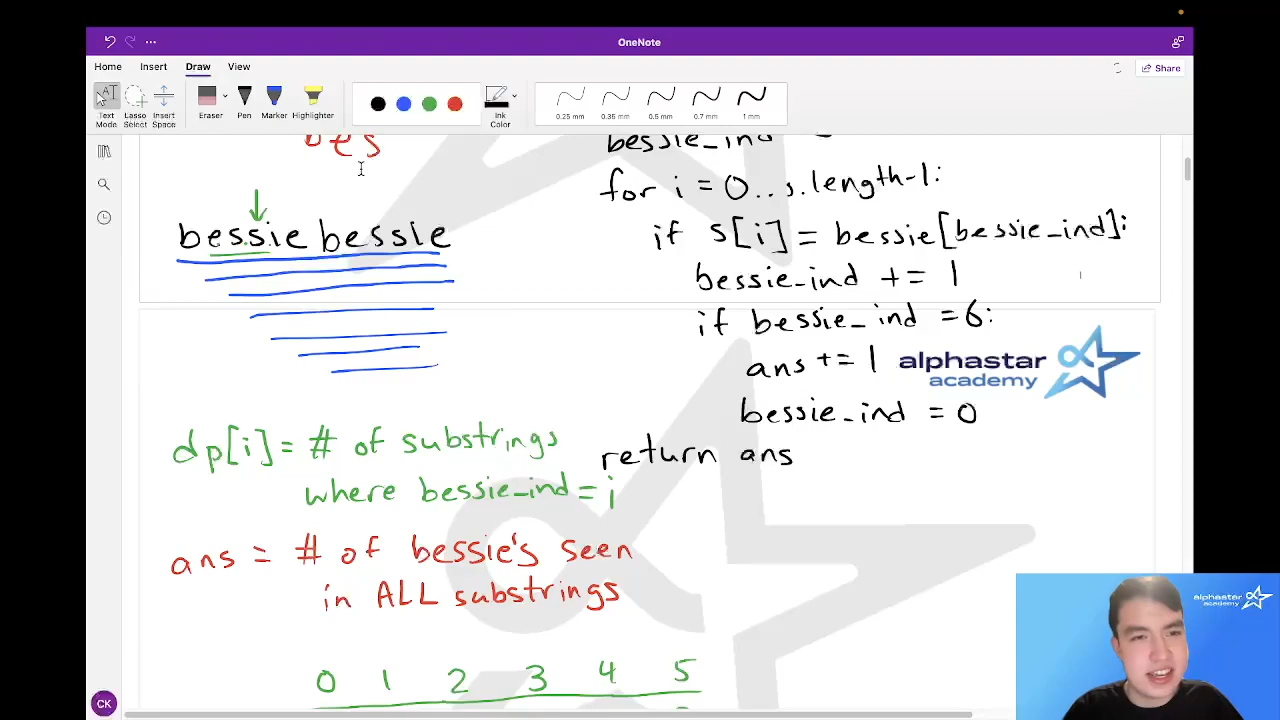 OneNote
Home Insert Draw View
Share
Text Mode
Lasso Select
Insert Space
Eraser
Pen
Marker
Highlighter
Ink Color
0.25 mm
0.35 mm
0.5 mm
0.7 mm
1 mm
bes
bessiebessie
bessie_ind
for i = 0..s.length-1:
if s[i] = bessie[bessie_ind]:
bessie_ind += 1
if bessie_ind = 6:
ans += 1
bessie_ind = 0
return ans
alphastar
academy
dp[i] = # of substrings
where bessie_ind = i
ans = # of bessie's seen
in ALL substrings
0 1 2 3 4 5
alphastar
academy
CK